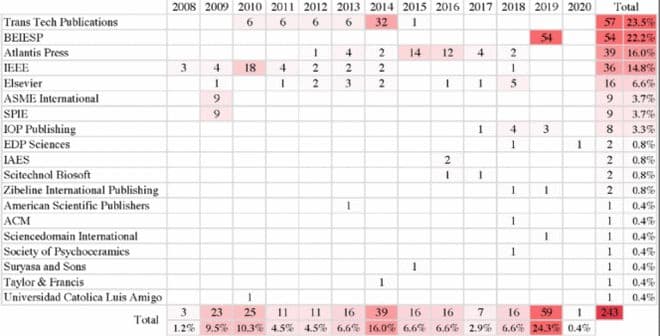 2008 2009 2010 2011 2012 2013 2014 2015 2016 2017 2018 2019 2020 Total
Trans Tech Publications 6 6 6 6 32 1 57 23.5%
BEIESP 54 54 22.2%
Atlantis Press 1 4 2 14 12 4 2 39 16.0%
IEEE 3 4 18 4 2 2 2 1 36 14.8%
Elsevier 1 1 2 3 2 1 1 5 16 6.6%
ASME International 9 9 3.7%
SPIE 9 9 3.7%
IOP Publishing 1 4 3 8 3.3%
EDP Sciences 1 1 2 0.8%
IAES 2 2 0.8%
Scitechnol Biosoft 1 1 2 0.8%
Zibeline International Publishing 1 1 2 0.8%
American Scientific Publishers 1 1 0.4%
ACM 1 1 0.4%
Sciencedomain International 1 1 0.4%
Society of Psychoceramics 1 1 0.4%
Suryasa and Sons 1 1 0.4%
Taylor & Francis 1 1 0.4%
Universidad Catolica Luis Amigo 1 1 0.4%
Total 3 23 25 11 11 16 39 16 16 7 16 59 1 243
1.2% 9.5% 10.3% 4.5% 4.5% 6.6% 16.0% 6.6% 6.6% 2.9% 6.6% 24.3% 0.4%